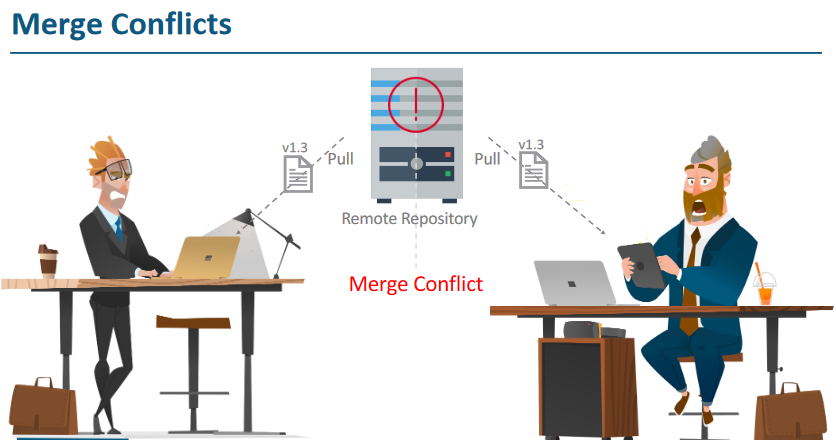 Merge Conflicts
v1.3
Pull
Pull
v1.3
Remote Repository
Merge Conflict